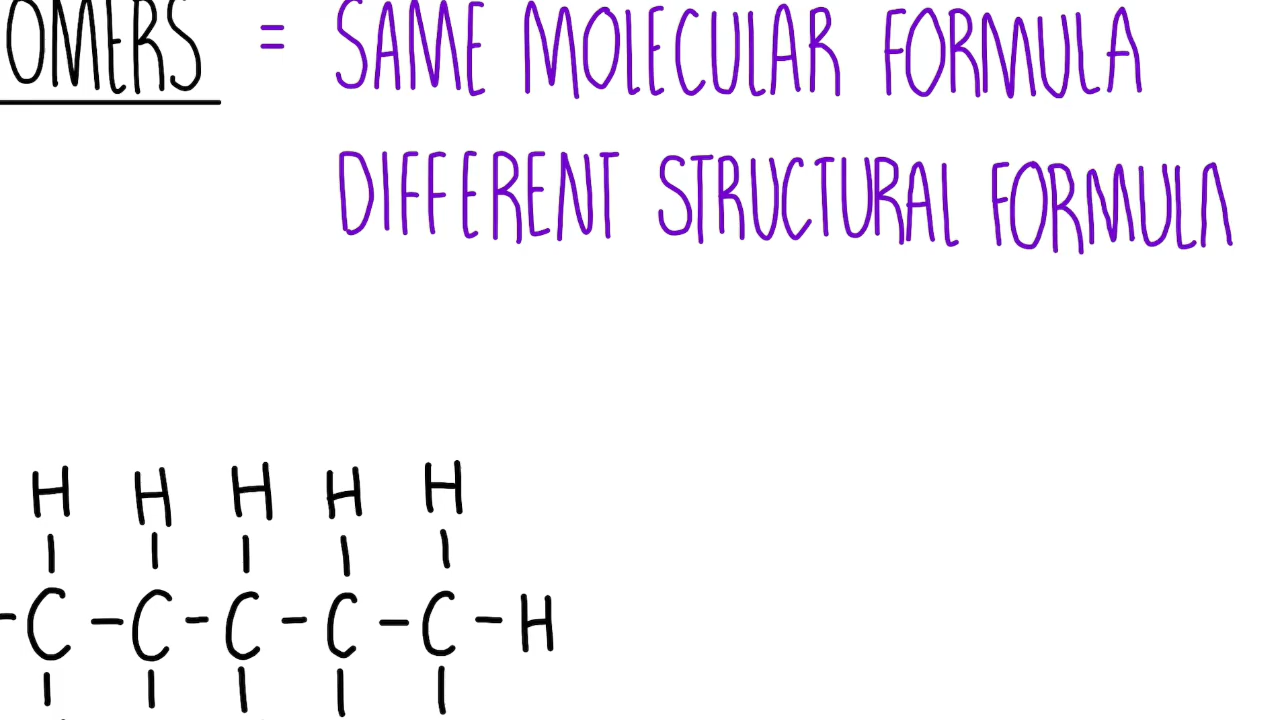 OMERS = SAME MOLECULAR FORMULA
DIFFERENT STRUCTURAL FORMULA
H H H H H
- C - C - C - C - C - H